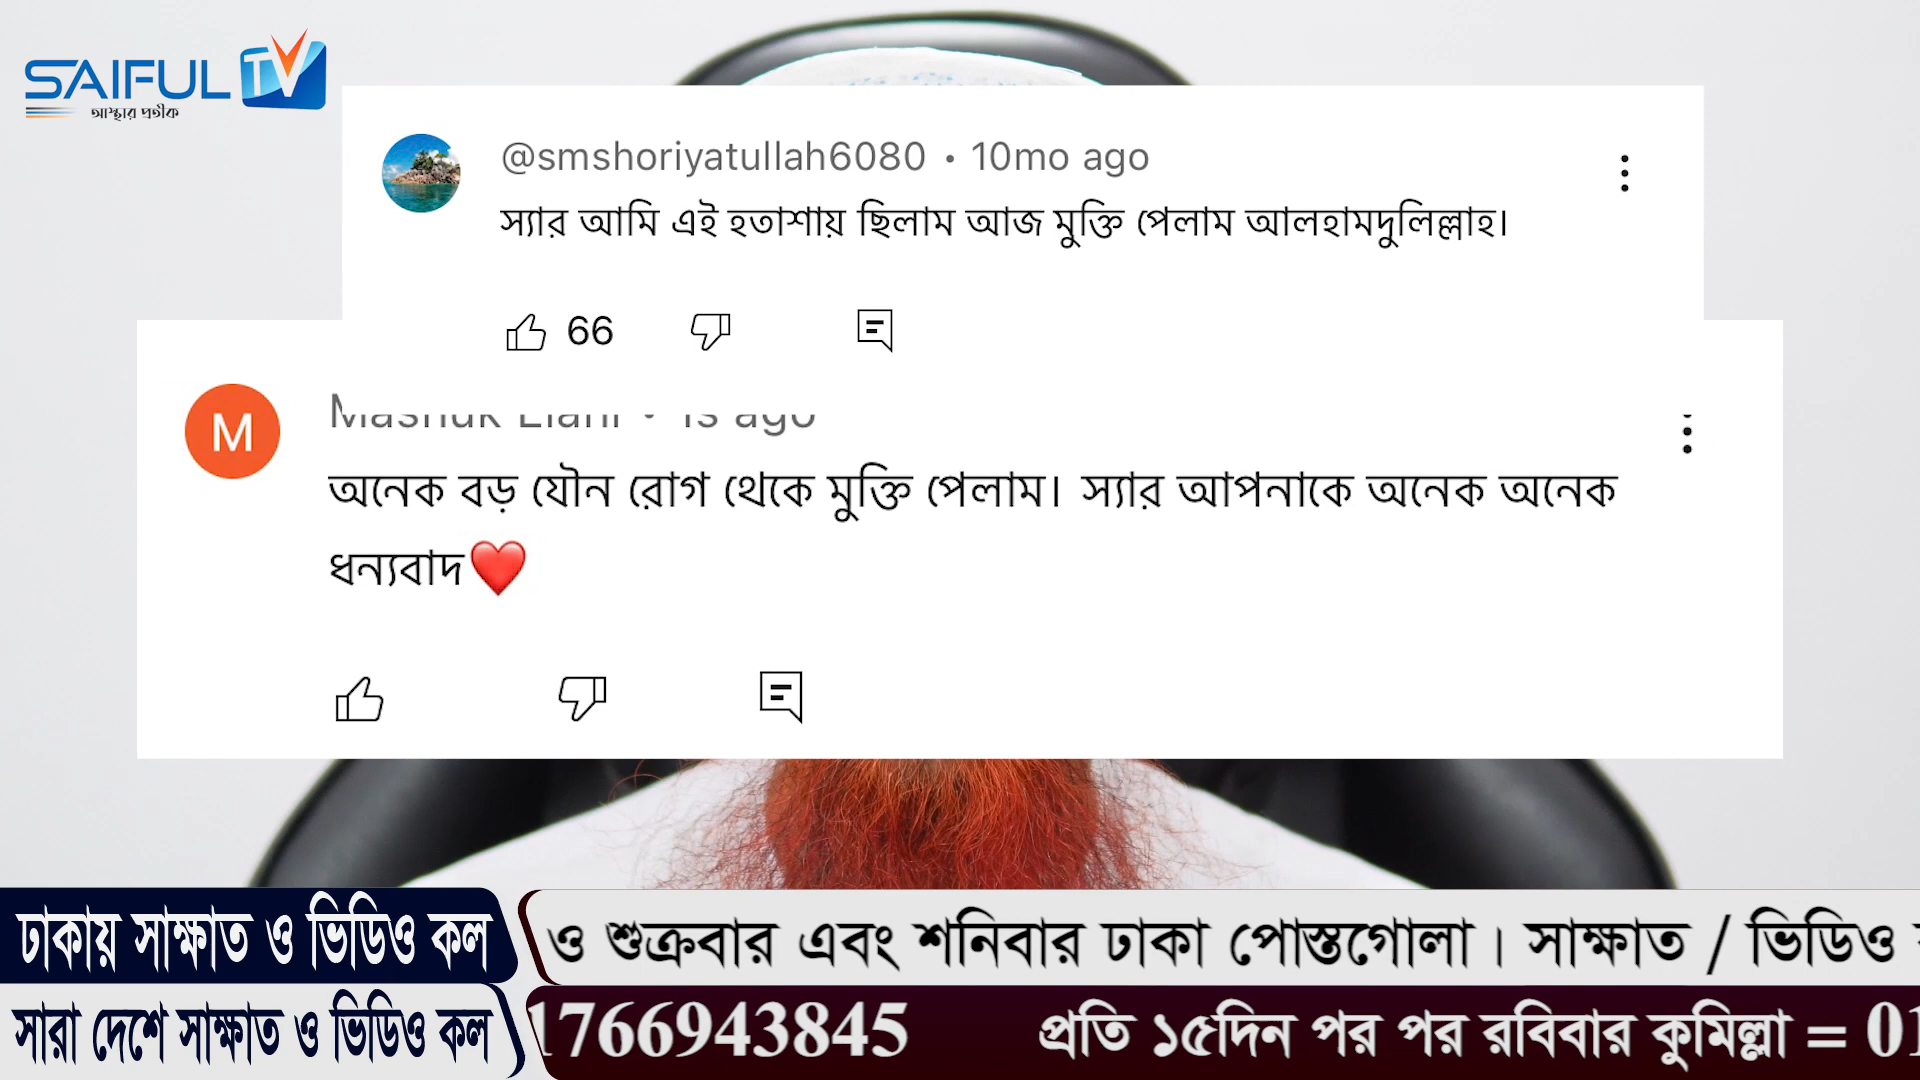 SAIFUL TV
আস্থার প্রতীক
@smshoriyatullah6080 • 10mo ago
স্যার আমি এই হতাশায় ছিলাম আজ মুক্তি পেলাম আলহামদুলিল্লাহ।
66
M
অনেক বড় যৌন রোগ থেকে মুক্তি পেলাম। স্যার আপনাকে অনেক অনেক
ধন্যবাদ❤️
ঢাকায় সাক্ষাত ও ভিডিও কল
ও শুক্রবার এবং শনিবার ঢাকা পোস্তগোলা। সাক্ষাত / ভিডিও
সারা দেশে সাক্ষাত ও ভিডিও কল
1766943845 প্রতি ১৫দিন পর পর রবিবার কুমিল্লা = 01